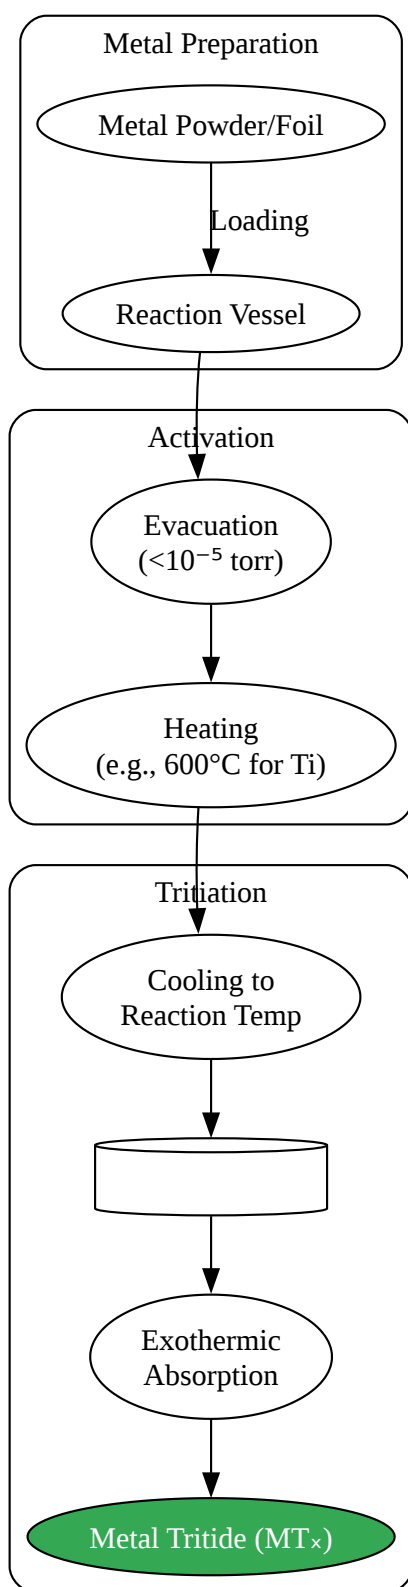 Metal Preparation
Metal Powder/Foil
Loading
Reaction Vessel
Activation
Evacuation
(<10⁻⁵ torr)
Heating
(e.g., 600°C for Ti)
Tritiation
Cooling to
Reaction Temp
Exothermic
Absorption
Metal Tritide (MTₓ)